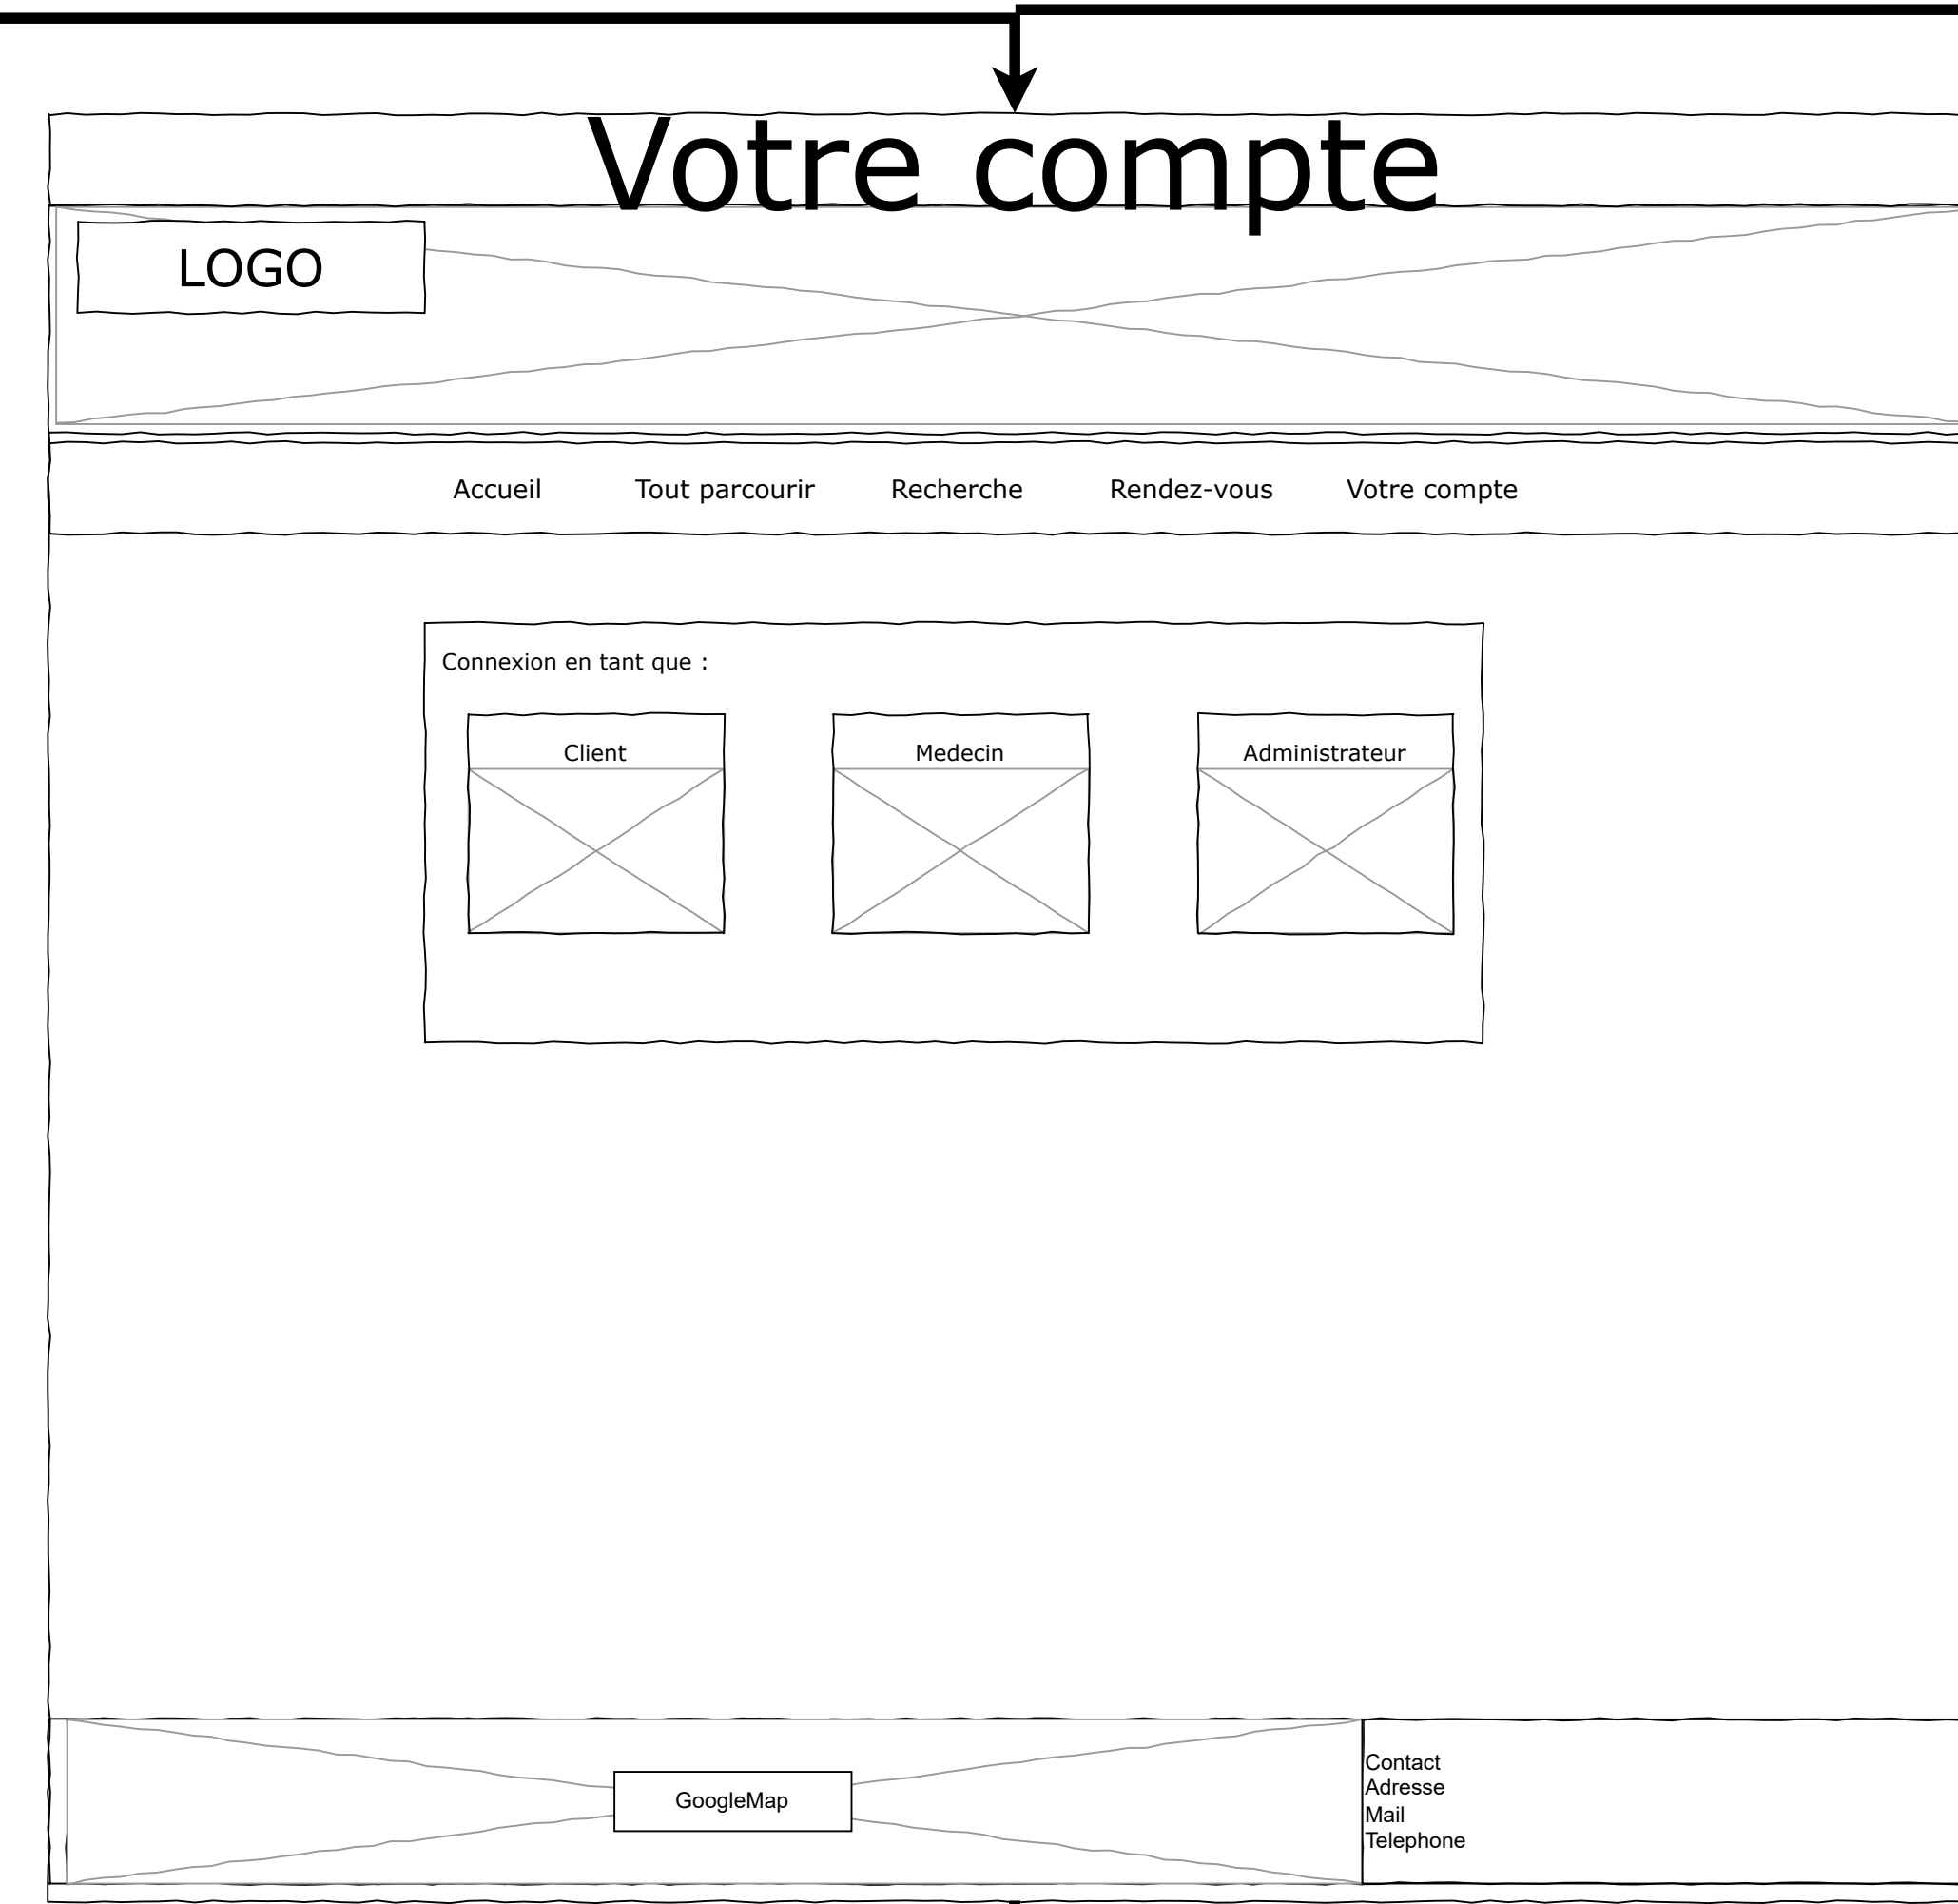 Votre compte
LOGO
Accueil Tout parcourir Recherche Rendez-vous Votre compte
Connexion en tant que :
Client Medecin Administrateur
GoogleMap
Contact
Adresse
Mail
Telephone